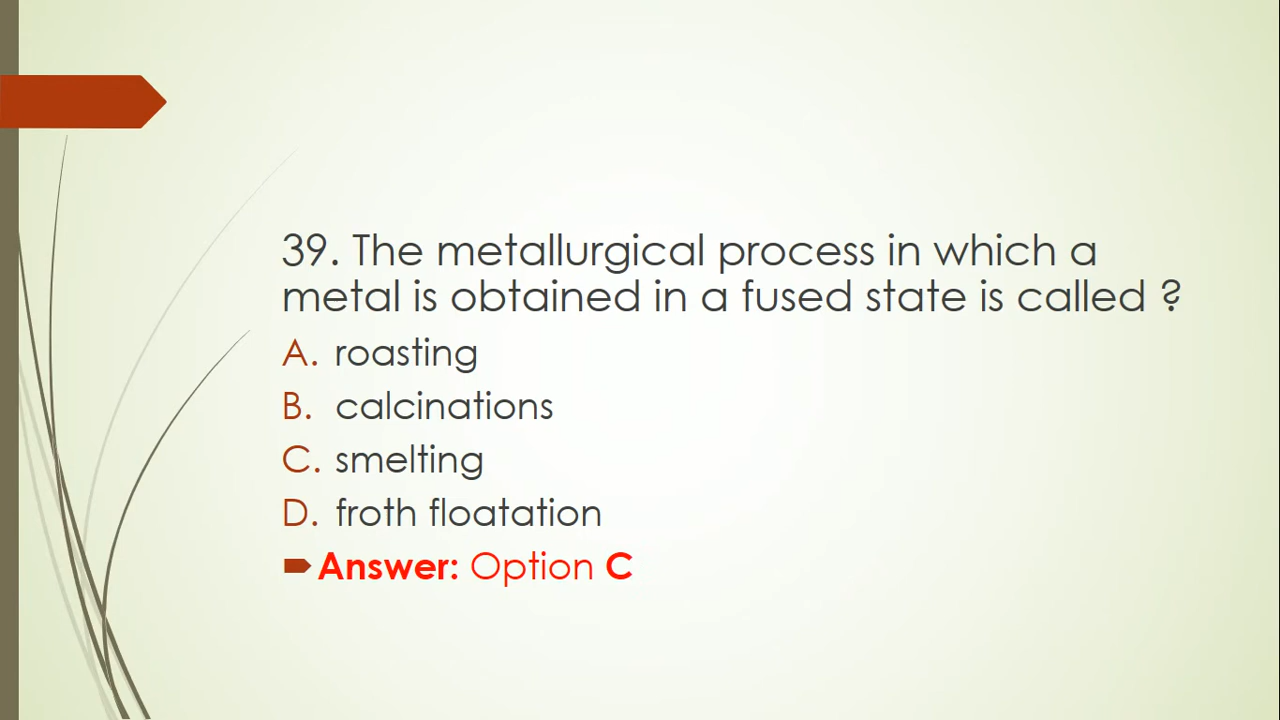 39. The metallurgical process in which a
metal is obtained in a fused state is called ?
A. roasting
B. calcinations
C. smelting
D. froth floatation
Answer: Option C